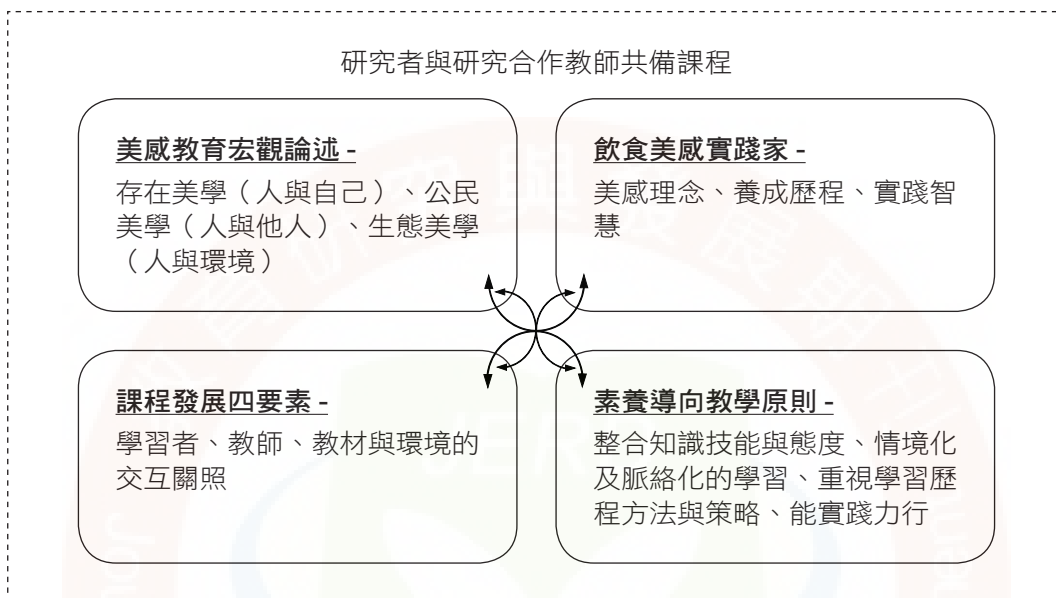 研究者與研究合作教師共備課程
美感教育宏觀論述 -
存在美學（人與自己）、公民
美學（人與他人）、生態美學
（人與環境）
飲食美感實踐家 -
美感理念、養成歷程、實踐智
慧
課程發展四要素 -
學習者、教師、教材與環境的
交互關照
素養導向教學原則 -
整合知識技能與態度、情境化
及脈絡化的學習、重視學習歷
程方法與策略、能實踐力行